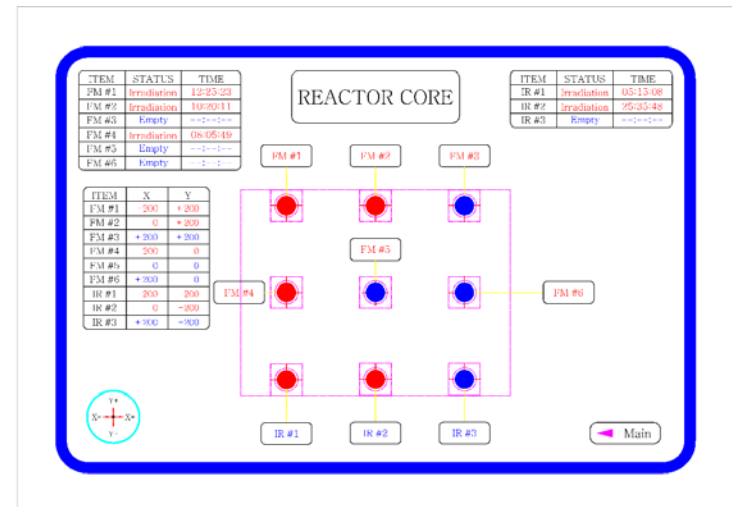 ITEM STATUS TIME
FM #1 Irradiation 12:25:23
FM #2 Irradiation 10:20:11
FM #3 Empty --:--:--
FM #4 Irradiation 08:05:49
FM #5 Empty --:--:--
FM #6 Empty --:--:--
REACTOR CORE
ITEM STATUS TIME
IR #1 Irradiation 05:15:08
IR #2 Irradiation 25:35:48
IR #3 Empty --:--:--
FM #1 FM #2 FM #3
ITEM X Y
FM #1 -200 +200
FM #2 0 +200
FM #3 +200 +200
FM #4 200 0
FM #5 0 0
FM #6 +200 0
IR #1 200 200
IR #2 0 -200
IR #3 +200 -200
FM #5
FM #4
FM #6
Y+
X- X+
Y-
IR #1 IR #2 IR #3
Main